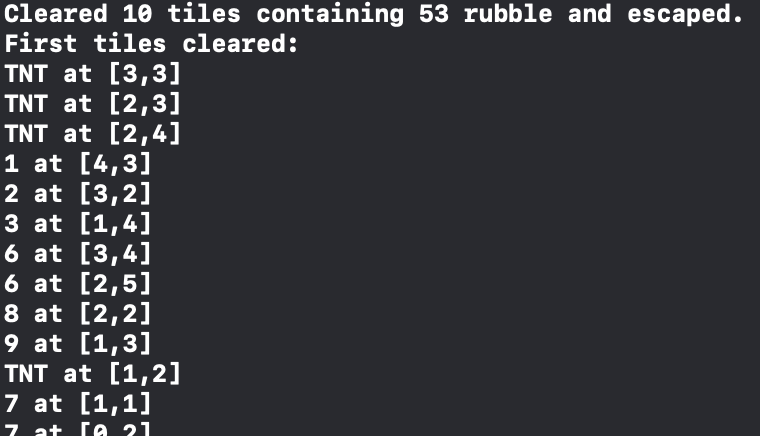 Cleared 10 tiles containing 53 rubble and escaped.
First tiles cleared:
TNT at [3,3]
TNT at [2,3]
TNT at [2,4]
1 at [4,3]
2 at [3,2]
3 at [1,4]
6 at [3,4]
6 at [2,5]
8 at [2,2]
9 at [1,3]
TNT at [1,2]
7 at [1,1]
7 at [0,2]